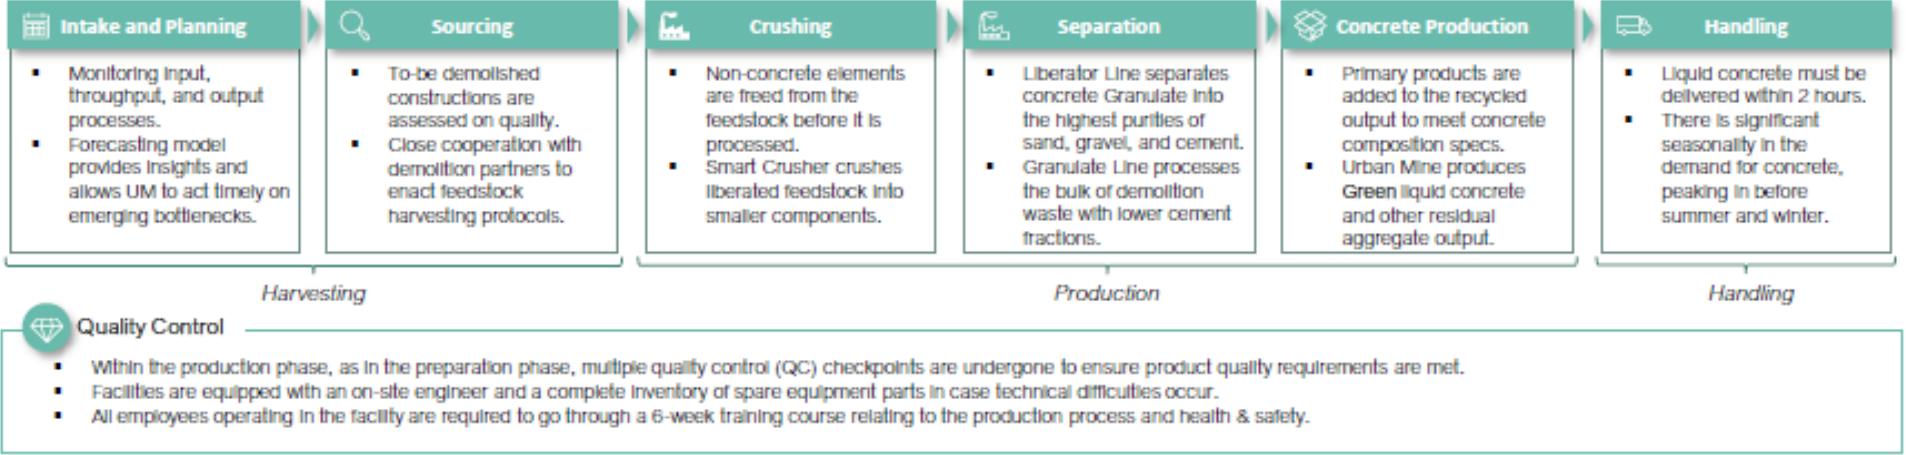 Intake and Planning
Monitoring input,
throughput, and output
processes.
Forecasting model
provides insights and
allows UM to act timely on
emerging bottlenecks.
Sourcing
To-be demolished
constructions are
assessed on quality.
Close cooperation with
demolition partners to
enact feedstock
harvesting protocols.
Crushing
Non-concrete elements
are freed from the
feedstock before it is
processed.
Smart Crusher crushes
liberated feedstock into
smaller components.
Separation
Liberator Line separates
concrete Granulate into
the highest purities of
sand, gravel, and cement.
Granulate Line processes
the bulk of demolition
waste with lower cement
fractions.
Concrete Production
Primary products are
added to the recycled
output to meet concrete
composition specs.
Urban Mine produces
Green liquid concrete
and other residual
aggregate output.
Handling
Liquid concrete must be
delivered within 2 hours.
There is significant
seasonality in the
demand for concrete,
peaking in before
summer and winter.
Harvesting
Production
Handling
Quality Control
Within the production phase, as in the preparation phase, multiple quality control (QC) checkpoints are undergone to ensure product quality requirements are met.
Facilities are equipped with an on-site engineer and a complete inventory of spare equipment parts in case technical difficulties occur.
All employees operating in the facility are required to go through a 6-week training course relating to the production process and health & safety.